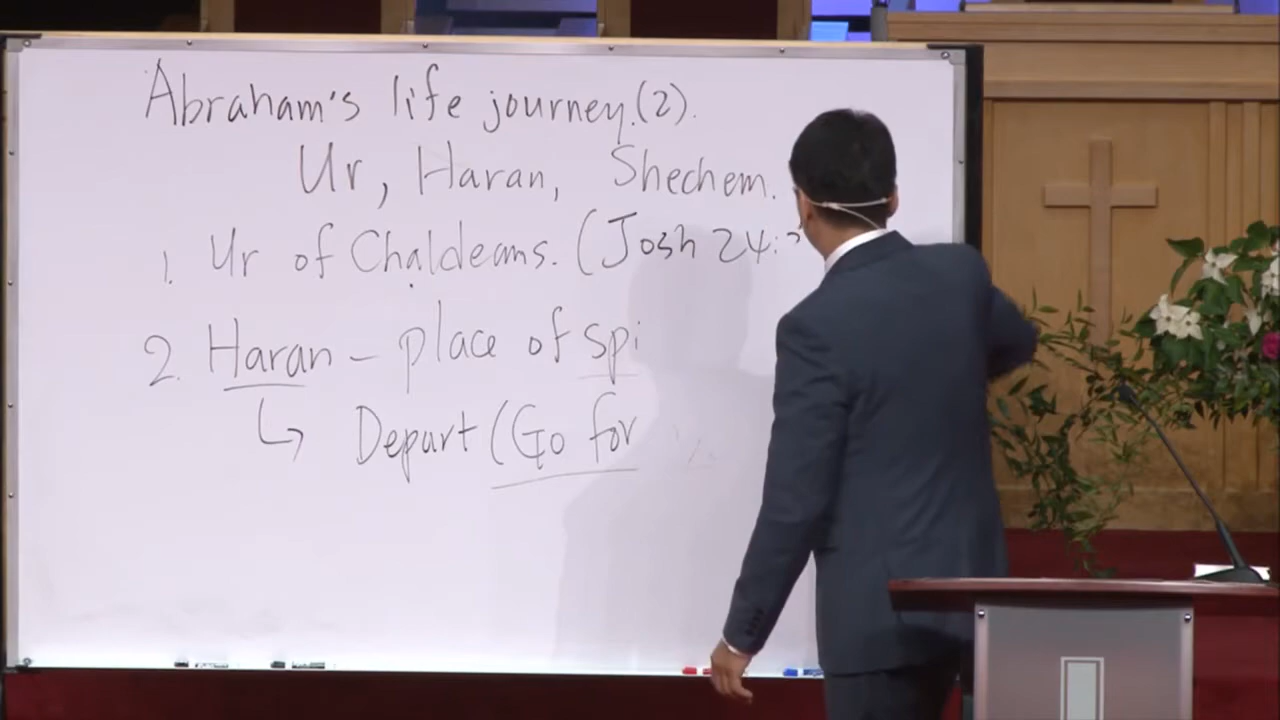 Abraham's life journey.(2).
Ur, Haran, Shechem.
1. Ur of Chaldeans. (Josh 24:
2. Haran - place of spi
↳ Depart (Go for